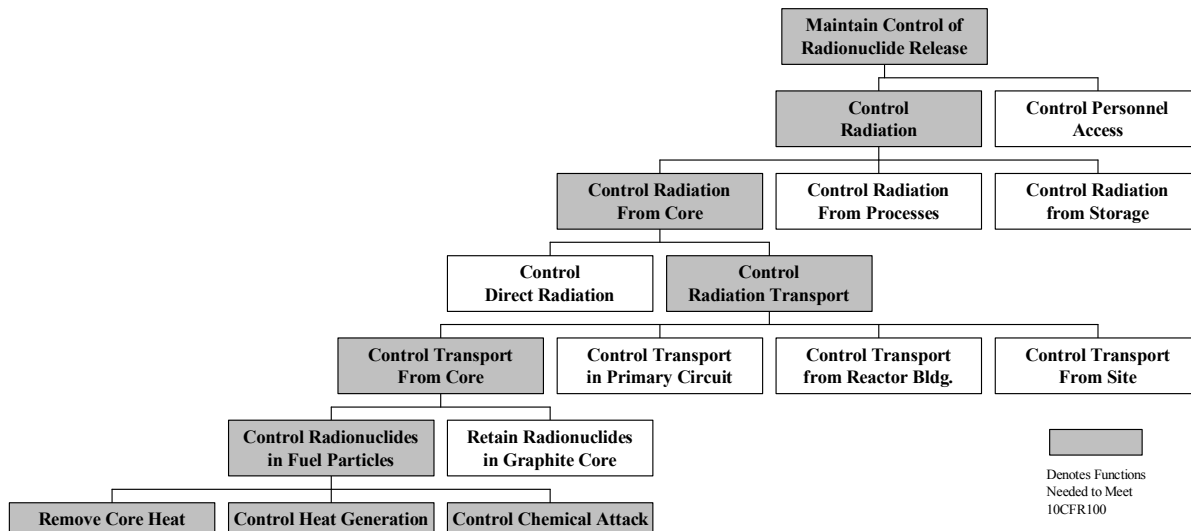 Maintain Control of
Radionuclide Release
Control
Radiation
Control Personnel
Access
Control Radiation
From Core
Control Radiation
From Processes
Control Radiation
from Storage
Control
Direct Radiation
Control
Radiation Transport
Control Transport
From Core
Control Transport
in Primary Circuit
Control Transport
from Reactor Bldg.
Control Transport
From Site
Control Radionuclides
in Fuel Particles
Retain Radionuclides
in Graphite Core
Denotes Functions
Needed to Meet
10CFR100
Remove Core Heat
Control Heat Generation
Control Chemical Attack